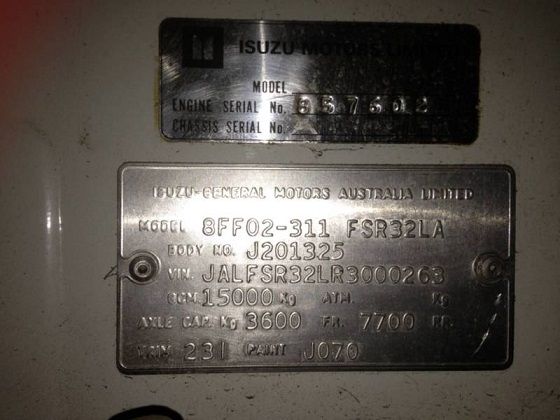 ISUZU MOTORS LIMITED
MODEL
ENGINE SERIAL No. 857602
CHASSIS SERIAL No.
ISUZU-GENERAL MOTORS AUSTRALIA LIMITED
MODEL 8FF02-311 FSR32LA
BODY NO. J201325
VIN. JALFSR32LR3000263
GCM. 15000 Kg ATM. Kg
AXLE CAP. Kg 3600 FR. 7700 RR.
TRIM 231 PAINT J070